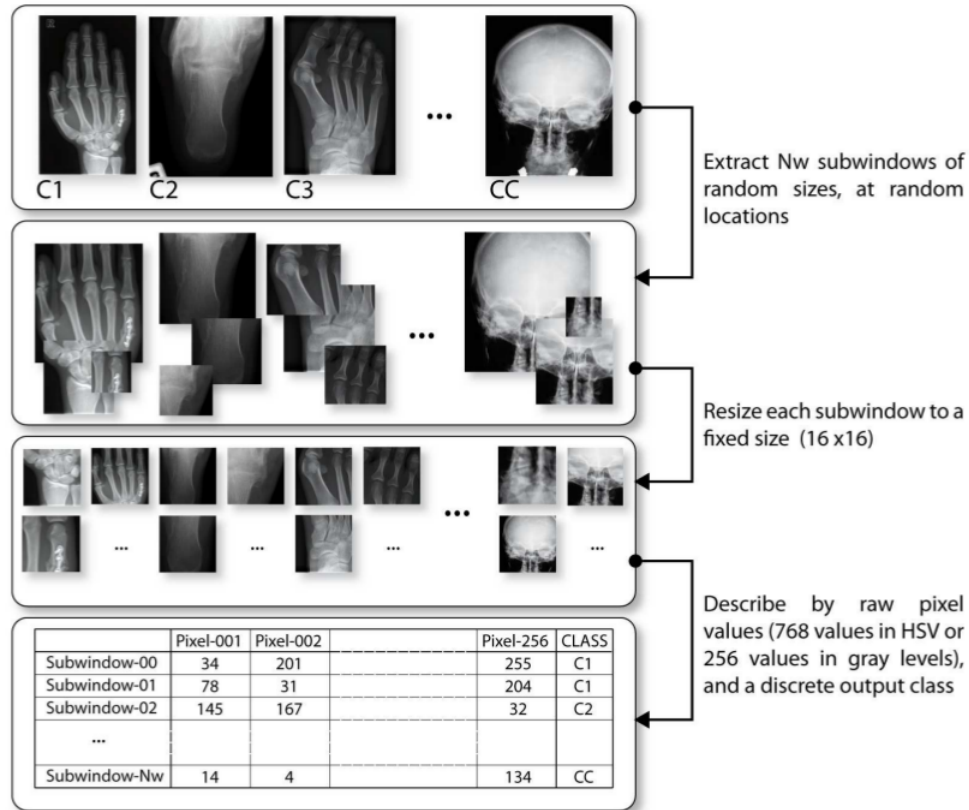 C1 C2 C3 ... CC
Extract Nw subwindows of
random sizes, at random
locations
...
Resize each subwindow to a
fixed size (16 x16)
...
... ... ... ...
Describe by raw pixel
values (768 values in HSV or
256 values in gray levels),
and a discrete output class
Pixel-001 Pixel-002 Pixel-256 CLASS
Subwindow-00 34 201 255 C1
Subwindow-01 78 31 204 C1
Subwindow-02 145 167 32 C2
...
Subwindow-Nw 14 4 134 CC